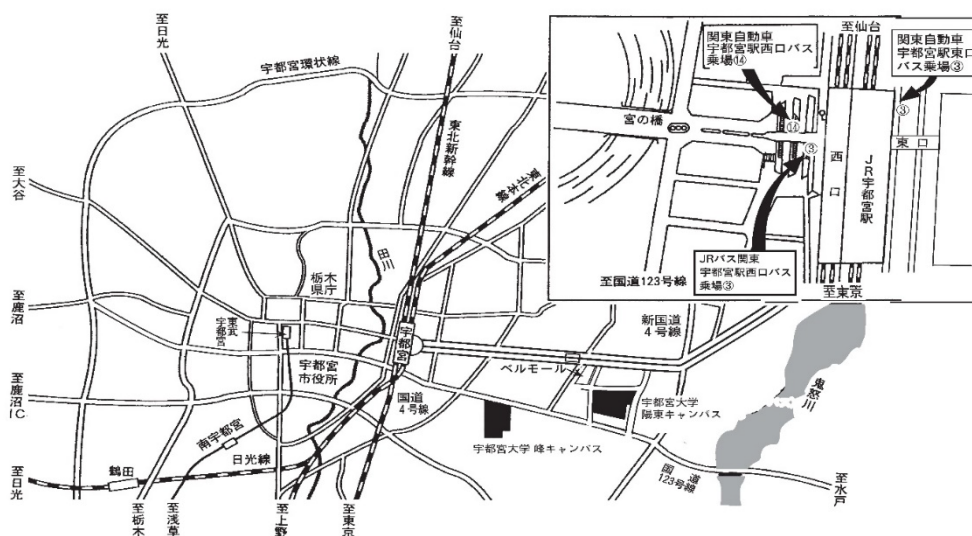 至日光
至仙台
宇都宮環状線
東北新幹線
東北本線
至大谷
田川
栃木
県庁
至鹿沼
東武
宇都宮
宇都宮
宇都宮
市役所
国道
4号線
至鹿沼
IC
南宇都宮
日光線
鶴田
至日光
至栃木
至浅草
至上野
至東京
新国道
4号線
ベルモール
宇都宮大学
陽東キャンパス
宇都宮大学 峰キャンパス
鬼怒川
国道
123号線
至水戸
至仙台
関東自動車
宇都宮駅西口バス
乗場⑭
関東自動車
宇都宮駅東口
バス乗場③
宮の橋
⑭
③
③
西口
JR宇都宮駅
東口
JRバス関東
宇都宮駅西口バス
乗場③
至国道123号線
至東京